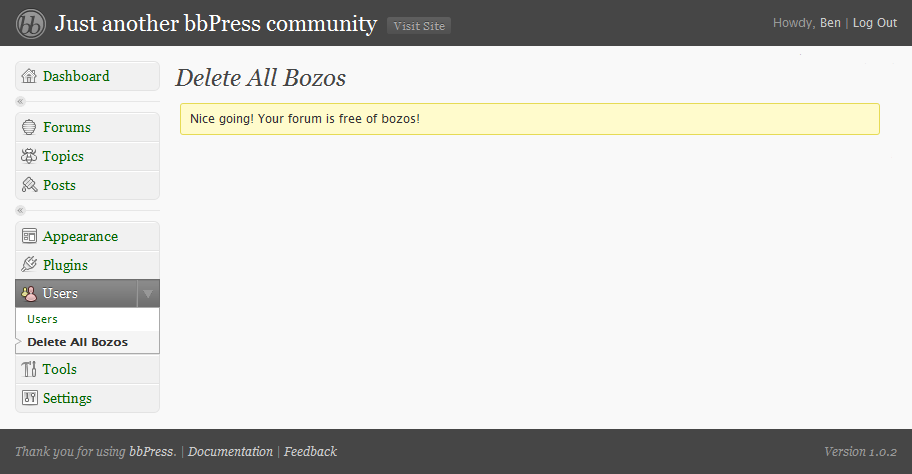 bb Just another bbPress community Visit Site Howdy, Ben | Log Out
Dashboard
Delete All Bozos
Nice going! Your forum is free of bozos!
«
Forums
Topics
Posts
«
Appearance
Plugins
Users
Users
Delete All Bozos
Tools
Settings
Thank you for using bbPress. | Documentation | Feedback Version 1.0.2